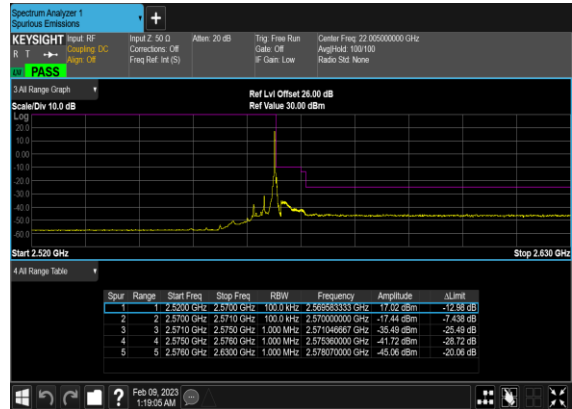 Spectrum Analyzer 1
Spurious Emissions
+
KEYSIGHT Input: RF Input Z: 50 Ω Atten: 20 dB Trig: Free Run Center Freq: 22.005000000 GHz
R T Coupling: DC Corrections: Off Gate: Off Avg|Hold: 100/100
Align: Off Freq Ref: Int (S) IF Gain: Low Radio Std: None
PASS
3 All Range Graph
Ref Lvl Offset 26.00 dB
Scale/Div 10.0 dB Ref Value 30.00 dBm
Log
20.0
10.0
0.00
-10.0
-20.0
-30.0
-40.0
-50.0
-60.0
Start 2.520 GHz Stop 2.630 GHz
4 All Range Table
Spur Range Start Freq Stop Freq RBW Frequency Amplitude ΔLimit
1 1 2.5200 GHz 2.5700 GHz 100.0 kHz 2.569583333 GHz 17.02 dBm -12.98 dB
2 2 2.5700 GHz 2.5710 GHz 100.0 kHz 2.570000000 GHz -17.44 dBm -7.438 dB
3 3 2.5710 GHz 2.5750 GHz 1.000 MHz 2.571046667 GHz -35.49 dBm -25.49 dB
4 4 2.5750 GHz 2.5760 GHz 1.000 MHz 2.575360000 GHz -41.72 dBm -28.72 dB
5 5 2.5760 GHz 2.6300 GHz 1.000 MHz 2.578070000 GHz -45.06 dBm -20.06 dB
? Feb 09, 2023
1:19:05 AM